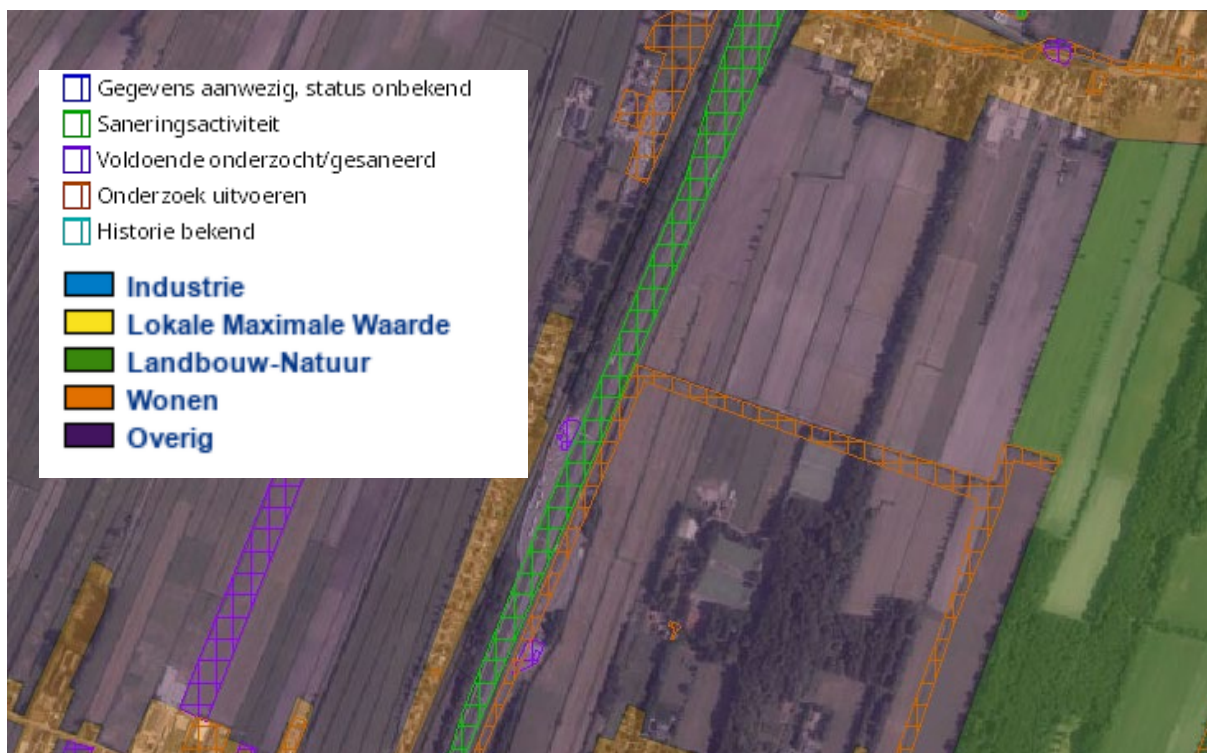 Gegevens aanwezig, status onbekend
Saneringsactiviteit
Voldoende onderzocht/gesaneerd
Onderzoek uitvoeren
Historie bekend
Industrie
Lokale Maximale Waarde
Landbouw-Natuur
Wonen
Overig